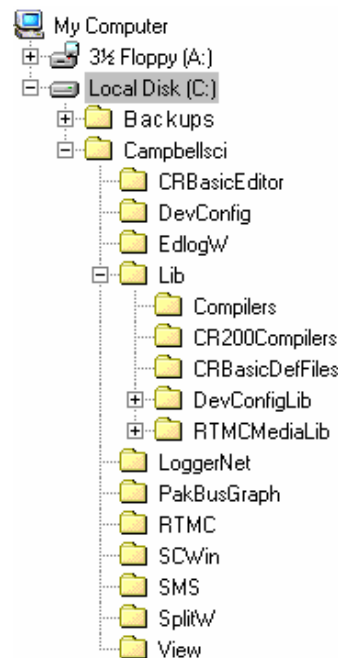 My Computer
3½ Floppy (A:)
Local Disk (C:)
Backups
Campbellsci
CRBasicEditor
DevConfig
EdlogW
Lib
Compilers
CR200Compilers
CRBasicDefFiles
DevConfigLib
RTMCMediaLib
LoggerNet
PakBusGraph
RTMC
SCWin
SMS
SplitW
View